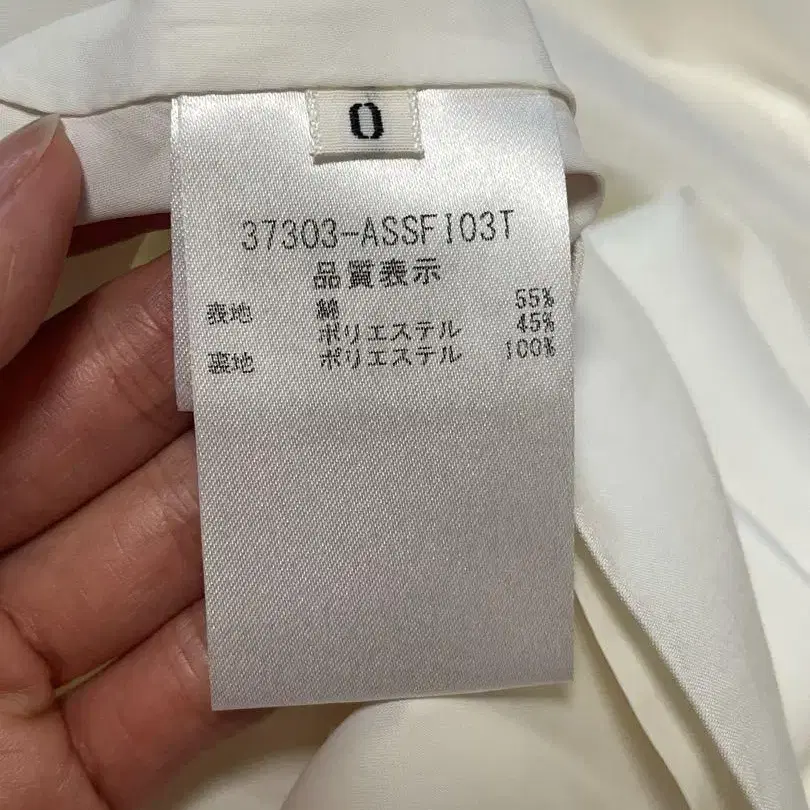 0
37303-ASSFI03T
品質表示
表地 綿 55%
ポリエステル 45%
裏地 ポリエステル 100%